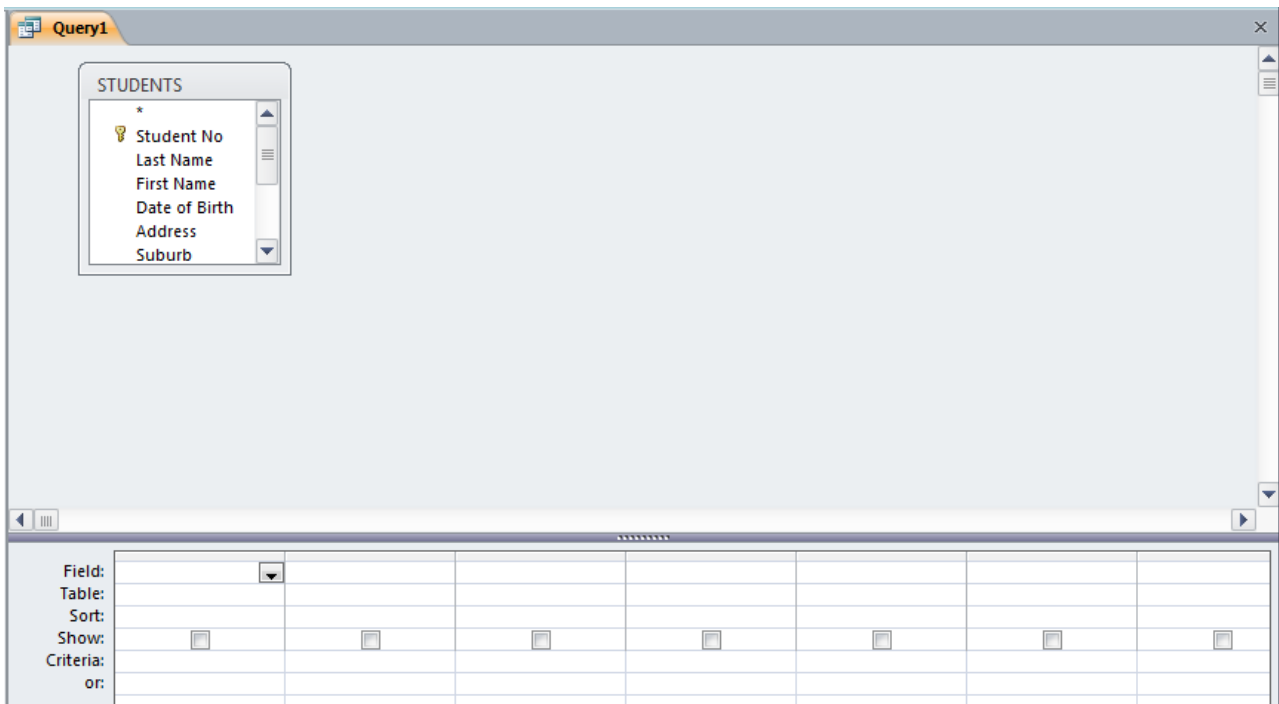 Query1
STUDENTS
*
Student No
Last Name
First Name
Date of Birth
Address
Suburb
Field:
Table:
Sort:
Show:
Criteria:
or: